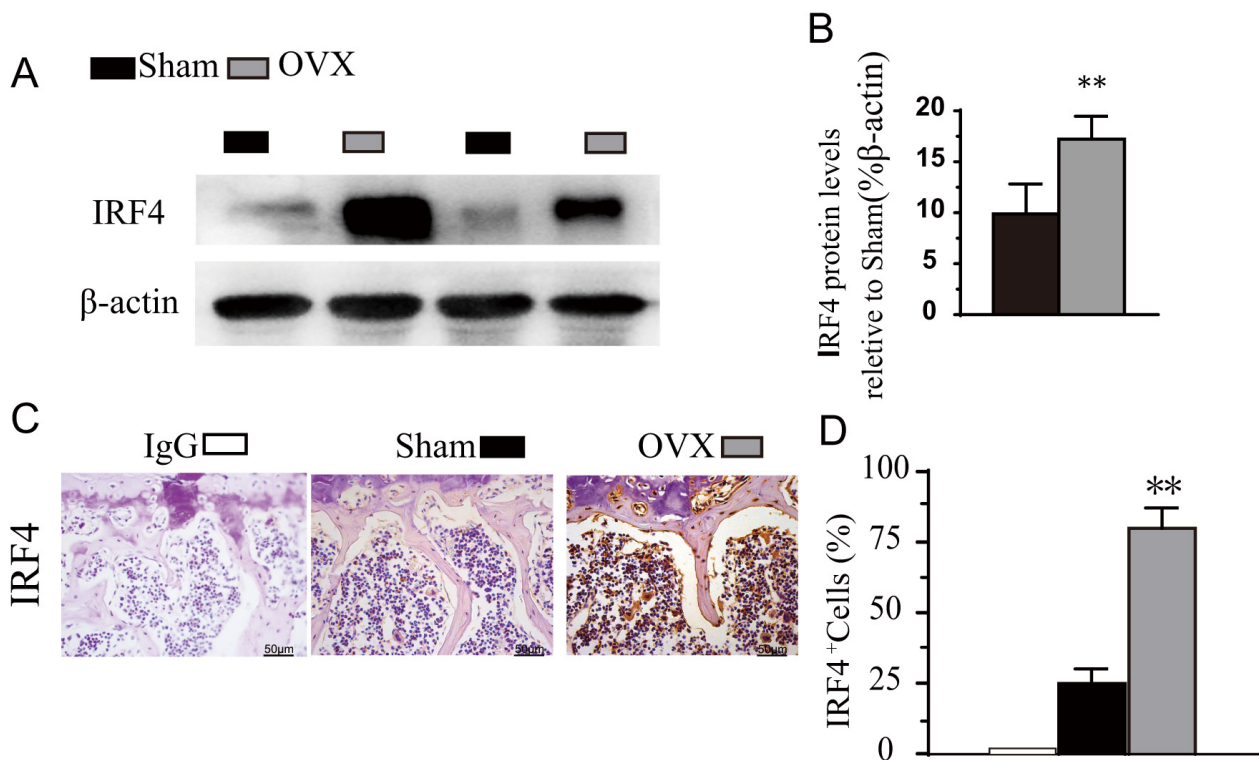 A
Sham OVX
IRF4
β-actin
B
IRF4 protein levels
reletive to Sham(%β-actin)
**
20
15
10
5
0
C
IgG Sham OVX
IRF4
50µm 50µm 50µm
D
IRF4 +Cells (%)
**
100
75
50
25
0